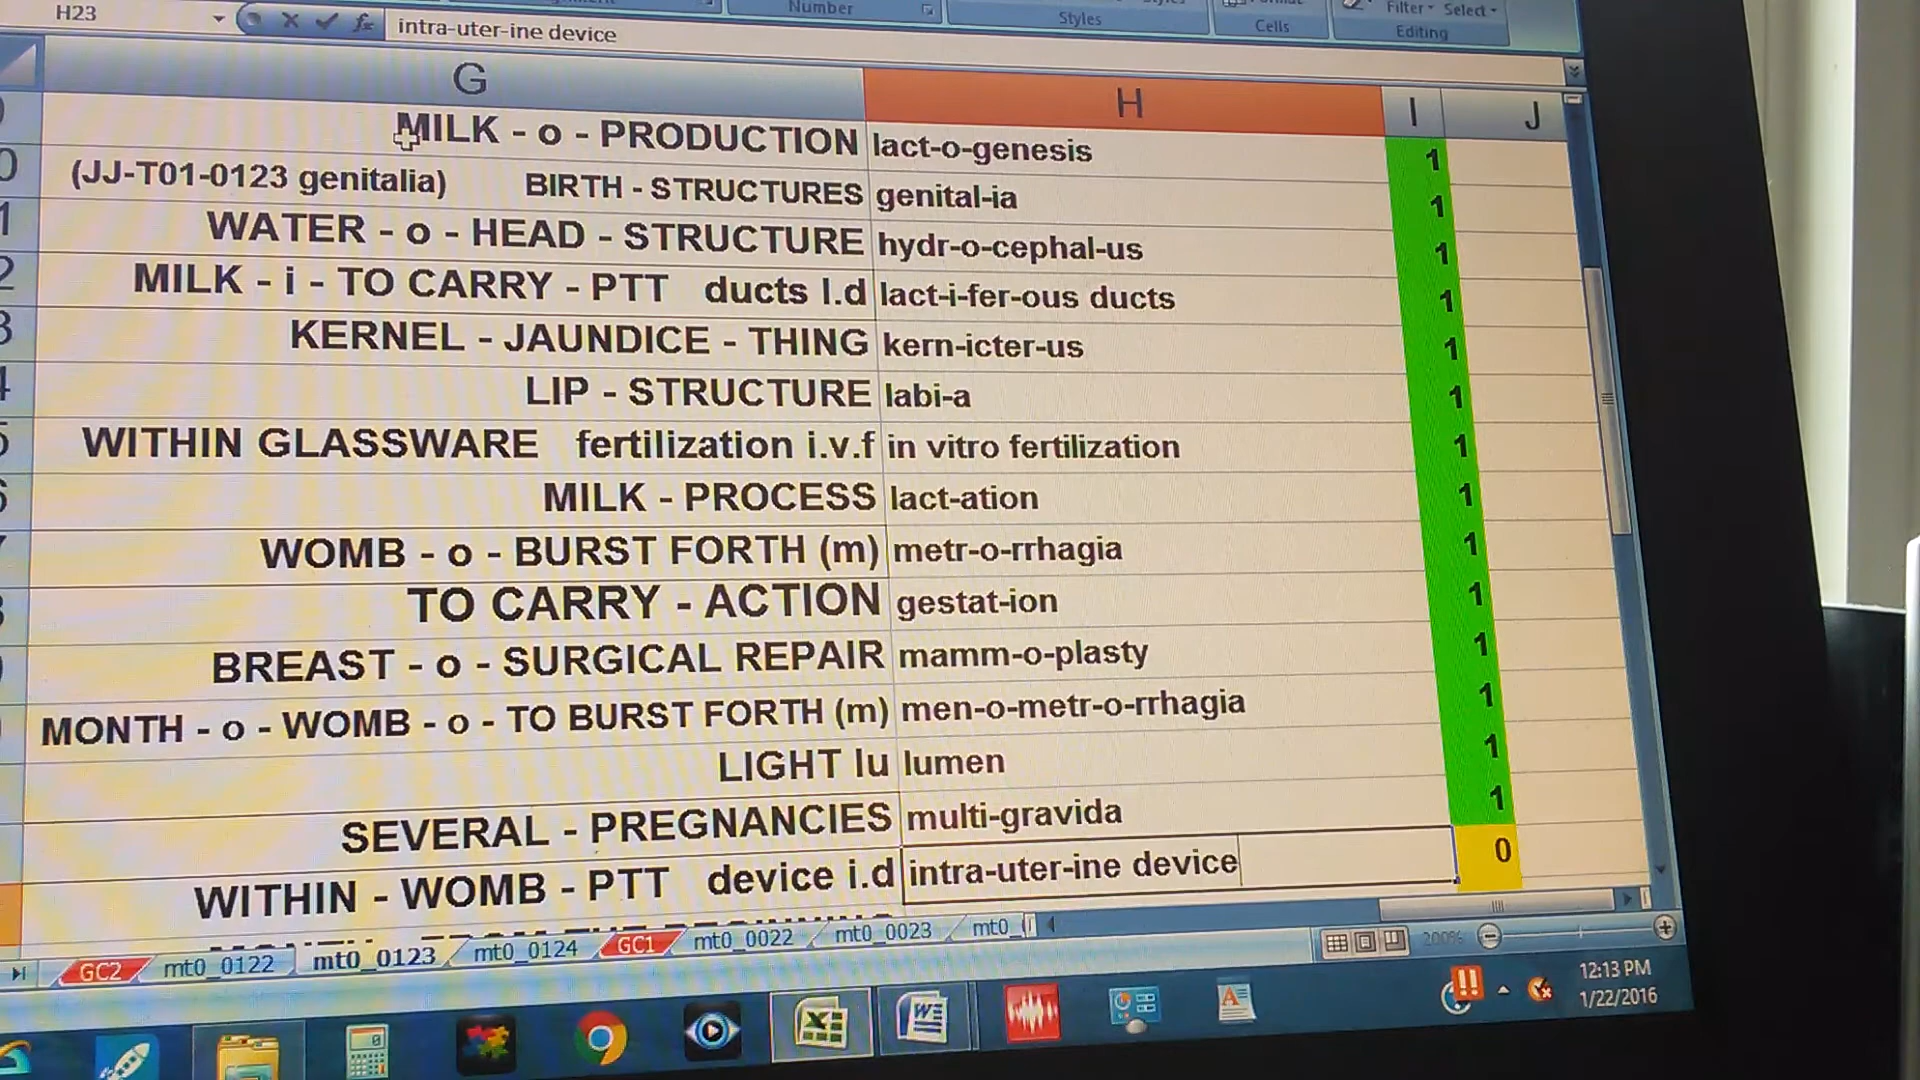 H23 fx intra-uter-ine device
Number Styles Cells Filter Select Editing
G H I J
MILK - o - PRODUCTION lact-o-genesis 1
(JJ-T01-0123 genitalia) BIRTH - STRUCTURES genital-ia 1
WATER - o - HEAD - STRUCTURE hydr-o-cephal-us 1
MILK - i - TO CARRY - PTT ducts l.d lact-i-fer-ous ducts 1
KERNEL - JAUNDICE - THING kern-icter-us 1
LIP - STRUCTURE labi-a 1
WITHIN GLASSWARE fertilization i.v.f in vitro fertilization 1
MILK - PROCESS lact-ation 1
WOMB - o - BURST FORTH (m) metr-o-rrhagia 1
TO CARRY - ACTION gestat-ion 1
BREAST - o - SURGICAL REPAIR mamm-o-plasty 1
MONTH - o - WOMB - o - TO BURST FORTH (m) men-o-metr-o-rrhagia 1
LIGHT lu lumen 1
SEVERAL - PREGNANCIES multi-gravida 1
WITHIN - WOMB - PTT device i.d intra-uter-ine device 0
GC2 mt0_0122 mt0_0123 mt0_0124 GC1 mt0_0022 mt0_0023 mt0_
200%
12:13 PM
1/22/2016